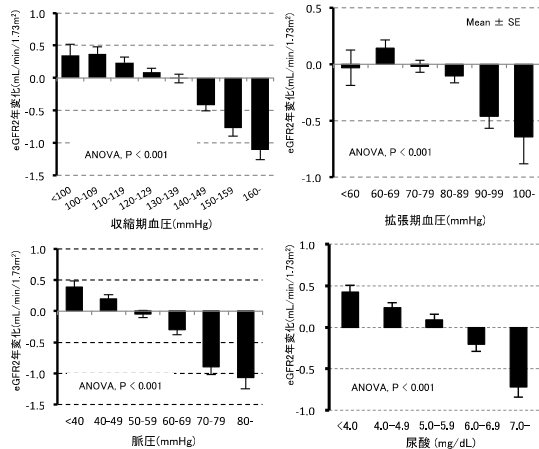 eGFR2年変化(mL/min/1.73m²)
1.0
0.5
0.0
-0.5
-1.0
-1.5
ANOVA, P < 0.001
<100 100-109 110-119 120-129 130-139 140-149 150-159 160-
収縮期血圧(mmHg)
eGFR2年変化(mL/min/1.73m²)
Mean ± SE
0.5
0.0
-0.5
-1.0
ANOVA, P < 0.001
<60 60-69 70-79 80-89 90-99 100-
拡張期血圧(mmHg)
eGFR2年変化(mL/min/1.73m²)
1.0
0.5
0.0
-0.5
-1.0
-1.5
ANOVA, P < 0.001
<40 40-49 50-59 60-69 70-79 80-
脈圧(mmHg)
eGFR2年変化(mL/min/1.73m²)
1.0
0.5
0.0
-0.5
-1.0
ANOVA, P < 0.001
<4.0 4.0-4.9 5.0-5.9 6.0-6.9 7.0-
尿酸 (mg/dL)